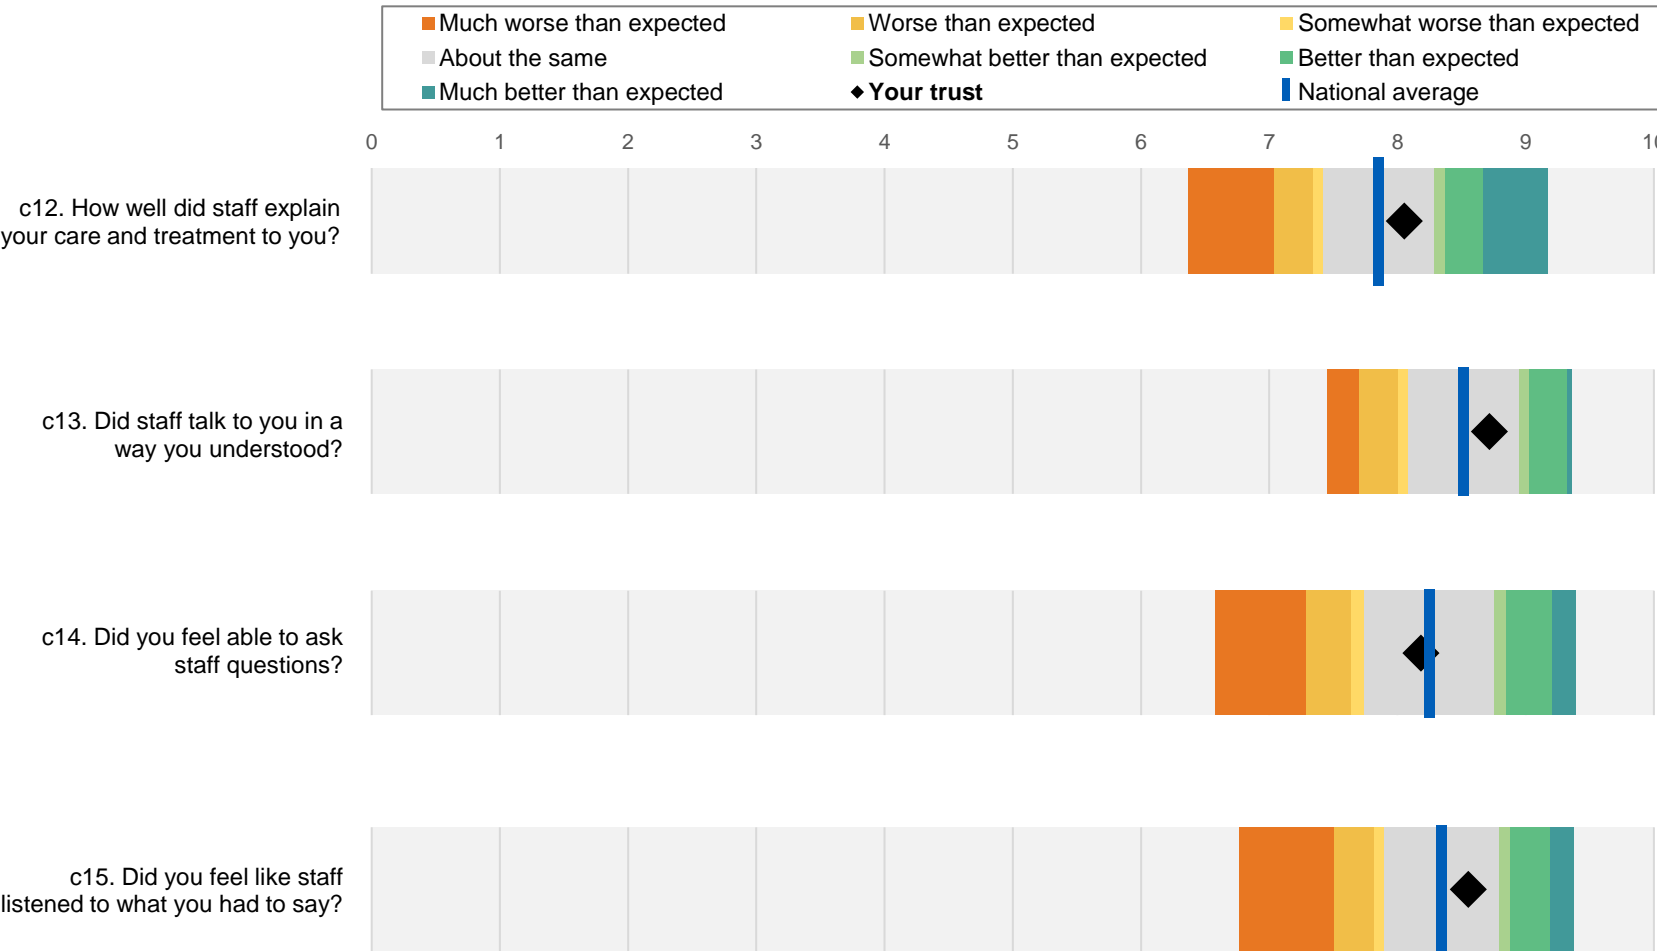 Much worse than expected
Worse than expected
Somewhat worse than expected
About the same
Somewhat better than expected
Better than expected
Much better than expected
Your trust
National average
0 1 2 3 4 5 6 7 8 9 10
c12. How well did staff explain
your care and treatment to you?
c13. Did staff talk to you in a
way you understood?
c14. Did you feel able to ask
staff questions?
c15. Did you feel like staff
listened to what you had to say?